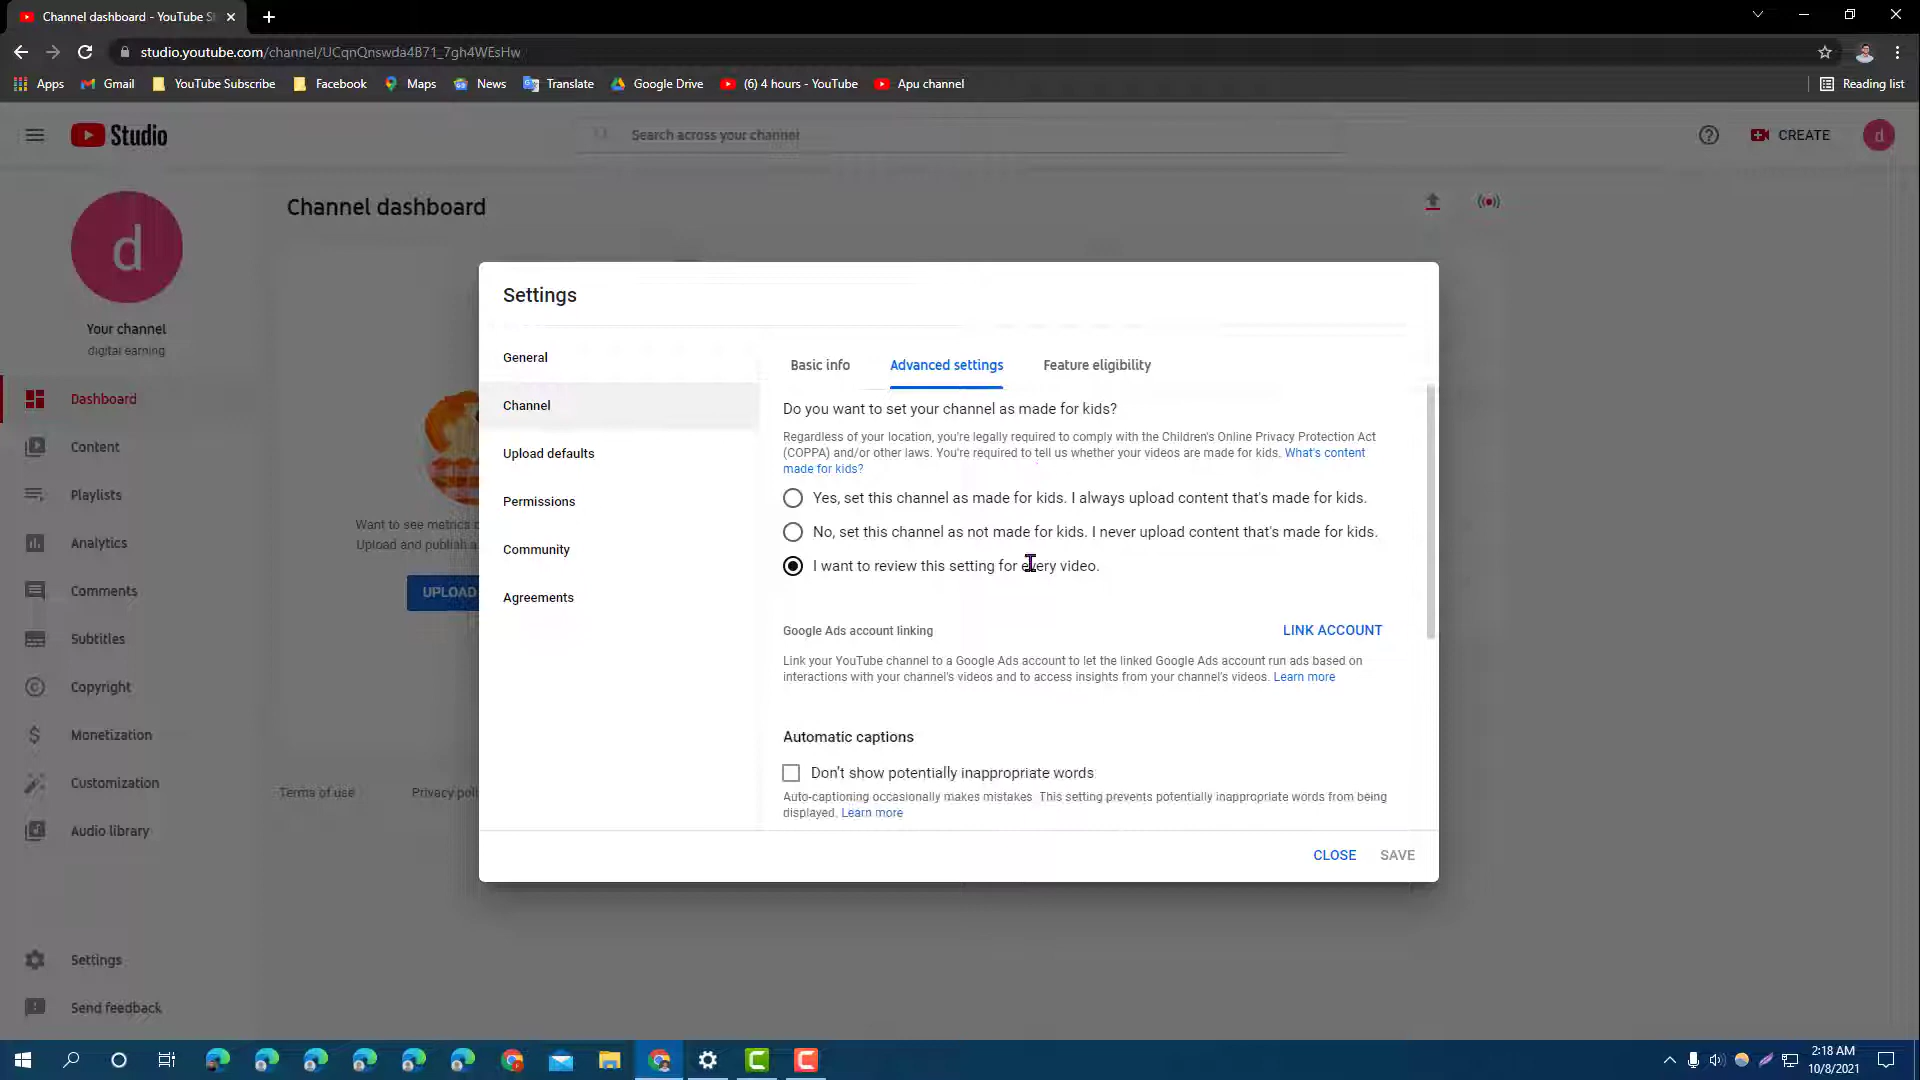 Channel dashboard - YouTube S
studio.youtube.com/channel/UCqnQnswda4B71_7gh4WEsHw
Apps
Gmail
YouTube Subscribe
Facebook
Maps
News
Translate
Google Drive
(6) 4 hours - YouTube
Apu channel
Reading list
Studio
Search across your channel
CREATE
d
d
Your channel
digital earning
Dashboard
Content
Playlists
Analytics
Comments
Subtitles
Copyright
Monetization
Customization
Audio library
Settings
Send feedback
Channel dashboard
Want to see metrics
Upload and publish a
UPLOAD
Terms of use
Privacy poli
Settings
General
Channel
Upload defaults
Permissions
Community
Agreements
Basic info
Advanced settings
Feature eligibility
Do you want to set your channel as made for kids?
Regardless of your location, you're legally required to comply with the Children's Online Privacy Protection Act
(COPPA) and/or other laws. You're required to tell us whether your videos are made for kids. What's content
made for kids?
Yes, set this channel as made for kids. I always upload content that's made for kids.
No, set this channel as not made for kids. I never upload content that's made for kids.
I want to review this setting for every video.
Google Ads account linking
LINK ACCOUNT
Link your YouTube channel to a Google Ads account to let the linked Google Ads account run ads based on
interactions with your channel's videos and to access insights from your channel's videos. Learn more
Automatic captions
Don't show potentially inappropriate words
Auto-captioning occasionally makes mistakes This setting prevents potentially inappropriate words from being
displayed. Learn more
CLOSE
SAVE
2:18 AM
10/8/2021